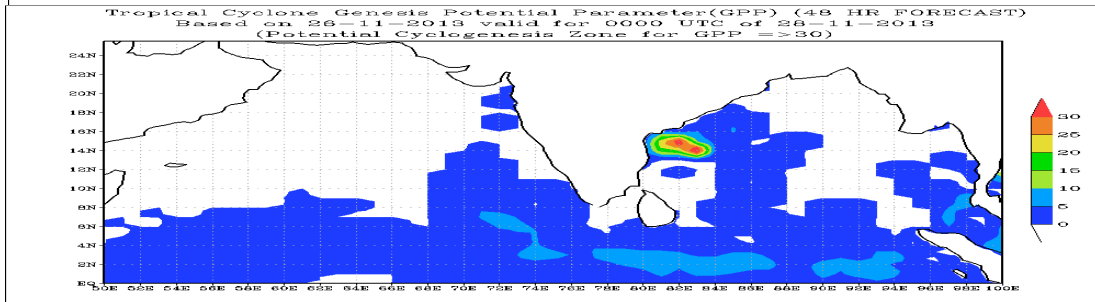 Tropical Cyclone Genesis Potential Parameter(GPP) (48 HR FORECAST)
Based on 26-11-2013 valid for 0000 UTC of 28-11-2013
(Potential Cyclogenesis Zone for GPP =>30)
24N
22N
20N
18N
16N
14N
12N
10N
8N
6N
4N
2N
EQ
50E 52E 54E 56E 58E 60E 62E 64E 66E 68E 70E 72E 74E 76E 78E 80E 82E 84E 86E 88E 90E 92E 94E 96E 98E 100E
30
25
20
15
10
5
0